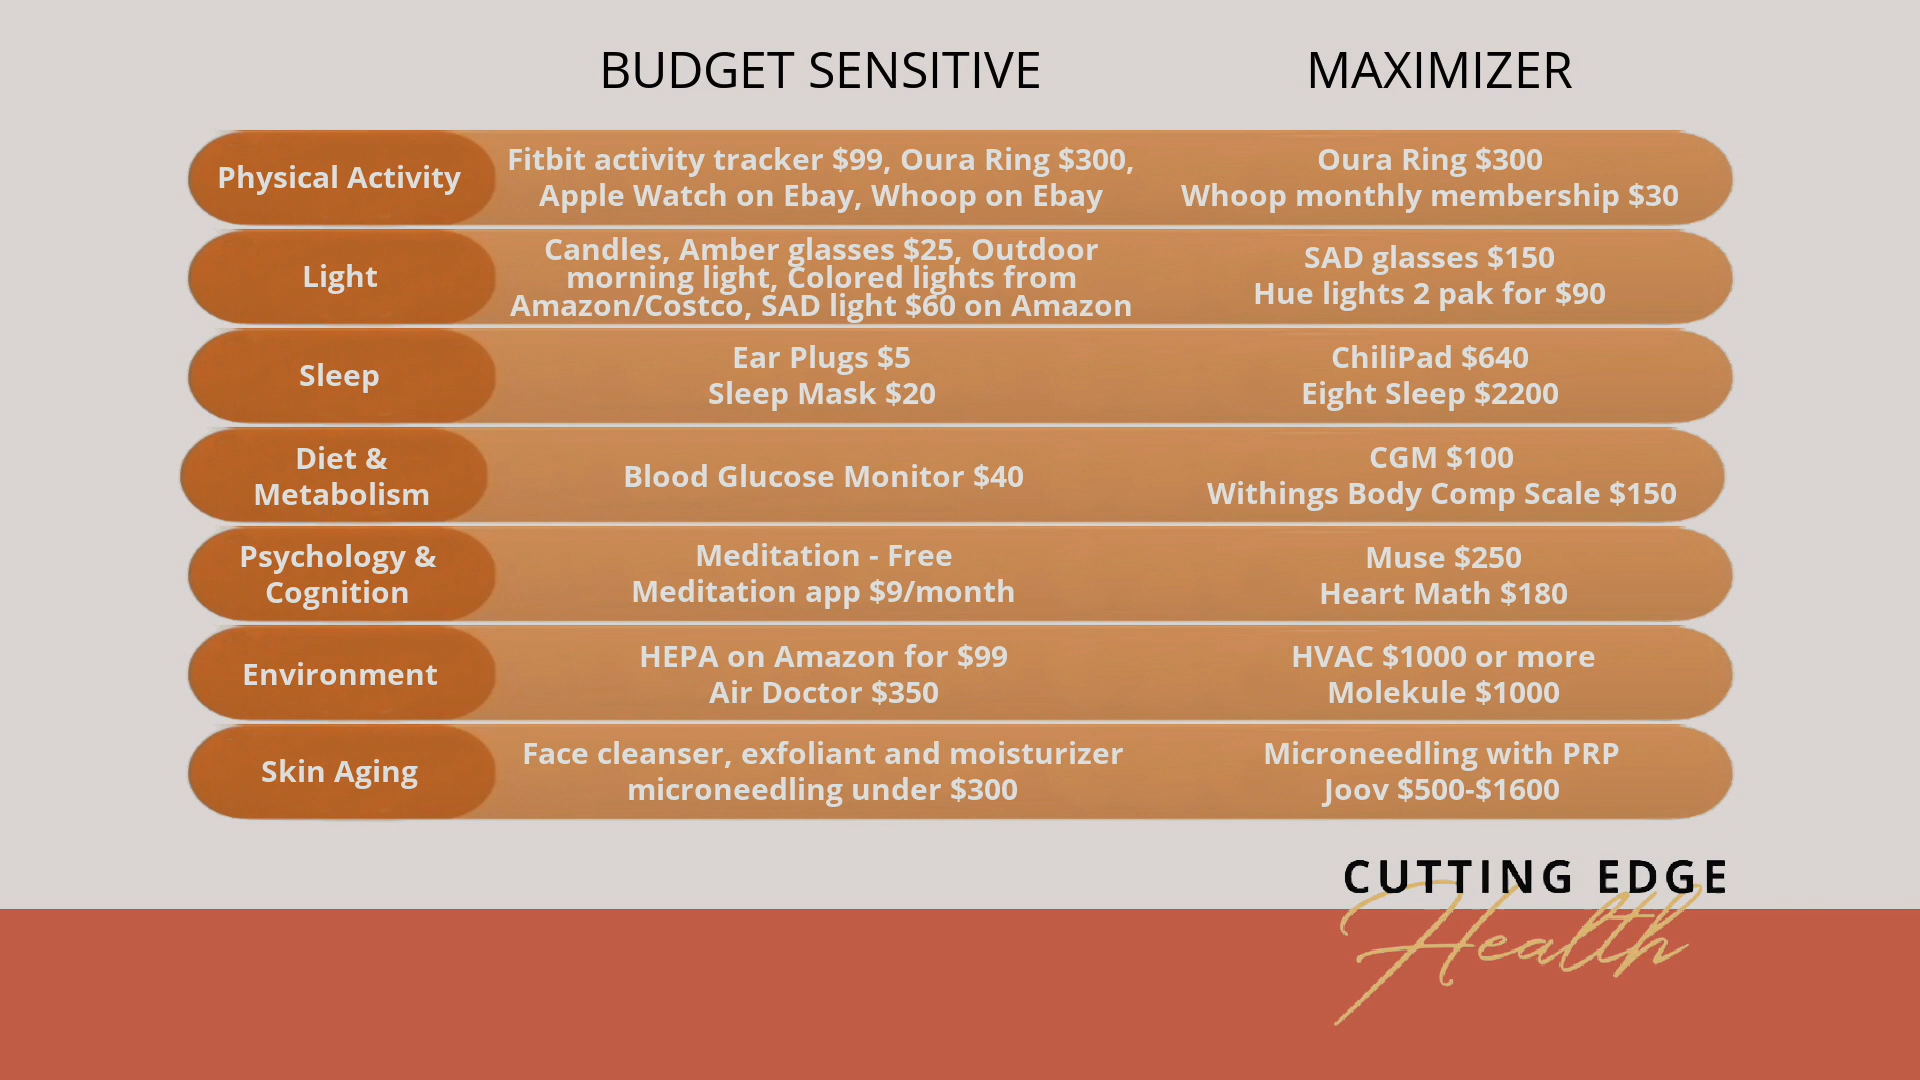 BUDGET SENSITIVE
MAXIMIZER
Physical Activity
Fitbit activity tracker $99, Oura Ring $300,
Apple Watch on Ebay, Whoop on Ebay
Oura Ring $300
Whoop monthly membership $30
Light
Candles, Amber glasses $25, Outdoor
morning light, Colored lights from
Amazon/Costco, SAD light $60 on Amazon
SAD glasses $150
Hue lights 2 pak for $90
Sleep
Ear Plugs $5
Sleep Mask $20
ChiliPad $640
Eight Sleep $2200
Diet &
Metabolism
Blood Glucose Monitor $40
CGM $100
Withings Body Comp Scale $150
Psychology &
Cognition
Meditation - Free
Meditation app $9/month
Muse $250
Heart Math $180
Environment
HEPA on Amazon for $99
Air Doctor $350
HVAC $1000 or more
Molekule $1000
Skin Aging
Face cleanser, exfoliant and moisturizer
microneedling under $300
Microneedling with PRP
Joov $500-$1600
CUTTING EDGE
Health